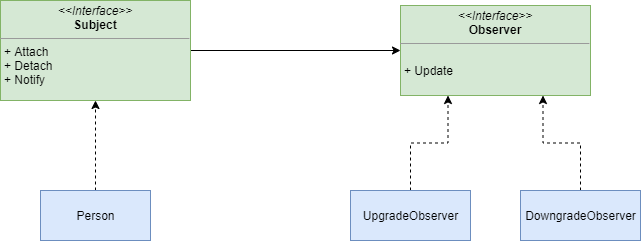 <<Interface>>
Subject
+ Attach
+ Detach
+ Notify
<<Interface>>
Observer
+ Update
Person
UpgradeObserver
DowngradeObserver